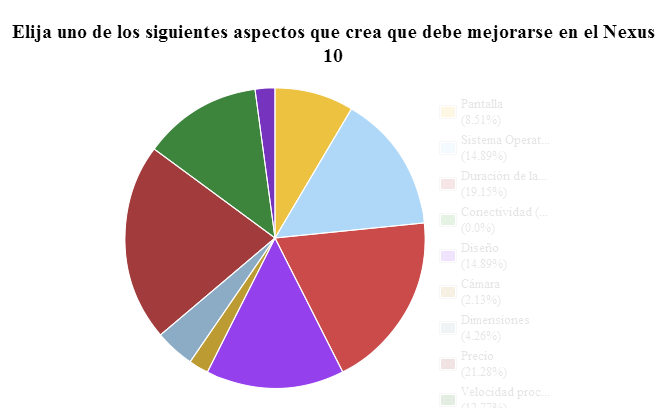 Elija uno de los siguientes aspectos que crea que debe mejorarse en el Nexus
10
Pantalla
(8.51%)
Sistema Operat...
(14.89%)
Duración de la...
(19.15%)
Conectividad (...
(0.0%)
Diseño
(14.89%)
Cámara
(2.13%)
Dimensiones
(4.26%)
Precio
(21.28%)
Velocidad proc...